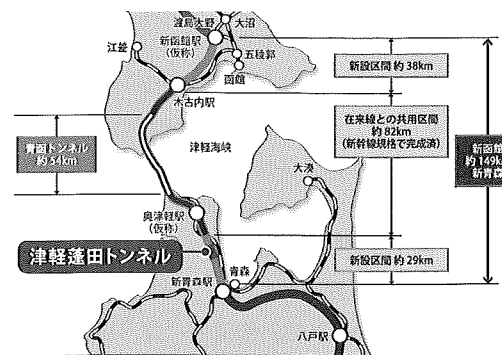 渡島大野
大沼
新函館駅
(仮称)
江差
五稜郭
函館
木古内駅
新設区間 約38km
青函トンネル
約54km
津軽海峡
在来線との共用区間
約82km
(新幹線規格で完成済)
大湊
新函館
約149k
新青森
奥津軽駅
(仮称)
津軽蓬田トンネル
新設区間 約29km
青森
新青森駅
八戸駅